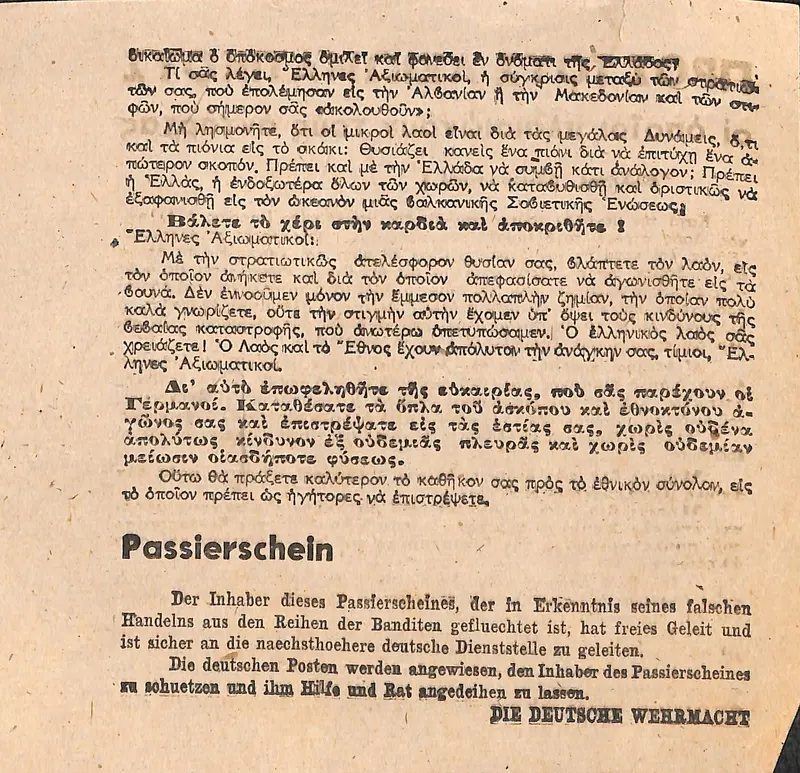 δικαίωμα ὁ ὑπόκοσμος ὁμιλεῖ καὶ φονεύει ἐν ὀνόματι τῆς Ἑλλάδος;
Τί σᾶς λέγει, Ἕλληνες Ἀξιωματικοί, ἡ σύγκρισις μεταξὺ τῶν στρατιω-
τῶν σας, ποὺ ἐπολέμησαν εἰς τὴν Ἀλβανίαν ἢ τὴν Μακεδονίαν καὶ τῶν
φῶν, ποὺ σήμερον σᾶς «ἀκολουθοῦν»;
Μὴ λησμονῆτε, ὅτι οἱ μικροὶ λαοὶ εἶναι διὰ τὰς μεγάλας Δυνάμεις, ὅ,τι
καὶ τὰ πιόνια εἰς τὸ σκάκι: Θυσιάζει κανεὶς ἕνα πιόνι διὰ νὰ ἐπιτύχῃ ἕνα ἀ-
πώτερον σκοπόν. Πρέπει καὶ μὲ τὴν Ἑλλάδα νὰ συμβῇ κάτι ἀνάλογον; Πρέπει
ἡ Ἑλλάς, ἡ ἐνδοξωτέρα ὅλων τῶν χωρῶν, νὰ καταβυθισθῇ καὶ ὁριστικῶς νὰ
ἐξαφανισθῇ εἰς τὸν ὠκεανὸν μιᾶς βαλκανικῆς Σοβιετικῆς Ἑνώσεως;
Βάλετε τὸ χέρι στὴν καρδιὰ καὶ ἀποκριθῆτε !
Ἕλληνες Ἀξιωματικοί:
Μὲ τὴν στρατιωτικῶς ἀτελέσφορον θυσίαν σας, βλάπτετε τὸν λαόν, εἰς
τὸν ὁποῖον ἀνήκετε καὶ διὰ τὸν ὁποῖον ἀπεφασίσατε νὰ ἀγωνισθῆτε εἰς τὰ
βουνά. Δὲν ἐννοοῦμεν μόνον τὴν ἔμμεσον πολλαπλῆν ζημίαν, τὴν ὁποίαν πολὺ
καλὰ γνωρίζετε, οὔτε τὴν στιγμὴν αὐτὴν ἔχομεν ὑπ' ὄψει τοὺς κινδύνους τῆς
βεβαίας καταστροφῆς, ποὺ ἀνωτέρω ὑπετυπώσαμεν. Ὁ ἑλληνικὸς λαὸς σᾶς
χρειάζεται! Ὁ Λαὸς καὶ τὸ Ἔθνος ἔχουν ἀπόλυτον τὴν ἀνάγκην σας, τίμιοι, Ἕλ-
ληνες Ἀξιωματικοί.
Δι' αὐτὸ ἐπωφεληθῆτε τῆς εὐκαιρίας, ποὺ σᾶς παρέχουν οἱ
Γερμανοί. Καταθέσατε τὰ ὅπλα τοῦ ἀσκόπου καὶ ἐθνοκτόνου ἀ-
γῶνος σας καὶ ἐπιστρέψατε εἰς τὰς ἑστίας σας, χωρὶς οὐδένα
ἀπολύτως κίνδυνον ἐξ οὐδεμιᾶς πλευρᾶς καὶ χωρὶς οὐδεμίαν
μείωσιν οἱασδήποτε φύσεως.
Οὕτω θὰ πράξετε καλύτερον τὸ καθῆκον σας πρὸς τὸ ἐθνικὸν σύνολον, εἰς
τὸ ὁποῖον πρέπει ὡς ἡγήτορες νὰ ἐπιστρέψετε.
Passierschein
Der Inhaber dieses Passierscheines, der in Erkenntnis seines falschen
Handelns aus den Reihen der Banditen gefluechtet ist, hat freies Geleit und
ist sicher an die naechsthoehere deutsche Dienststelle zu geleiten.
Die deutschen Posten werden angewiesen, den Inhaber des Passierscheines
zu schuetzen und ihm Hilfe und Rat angedeihen zu lassen.
DIE DEUTSCHE WEHRMACHT